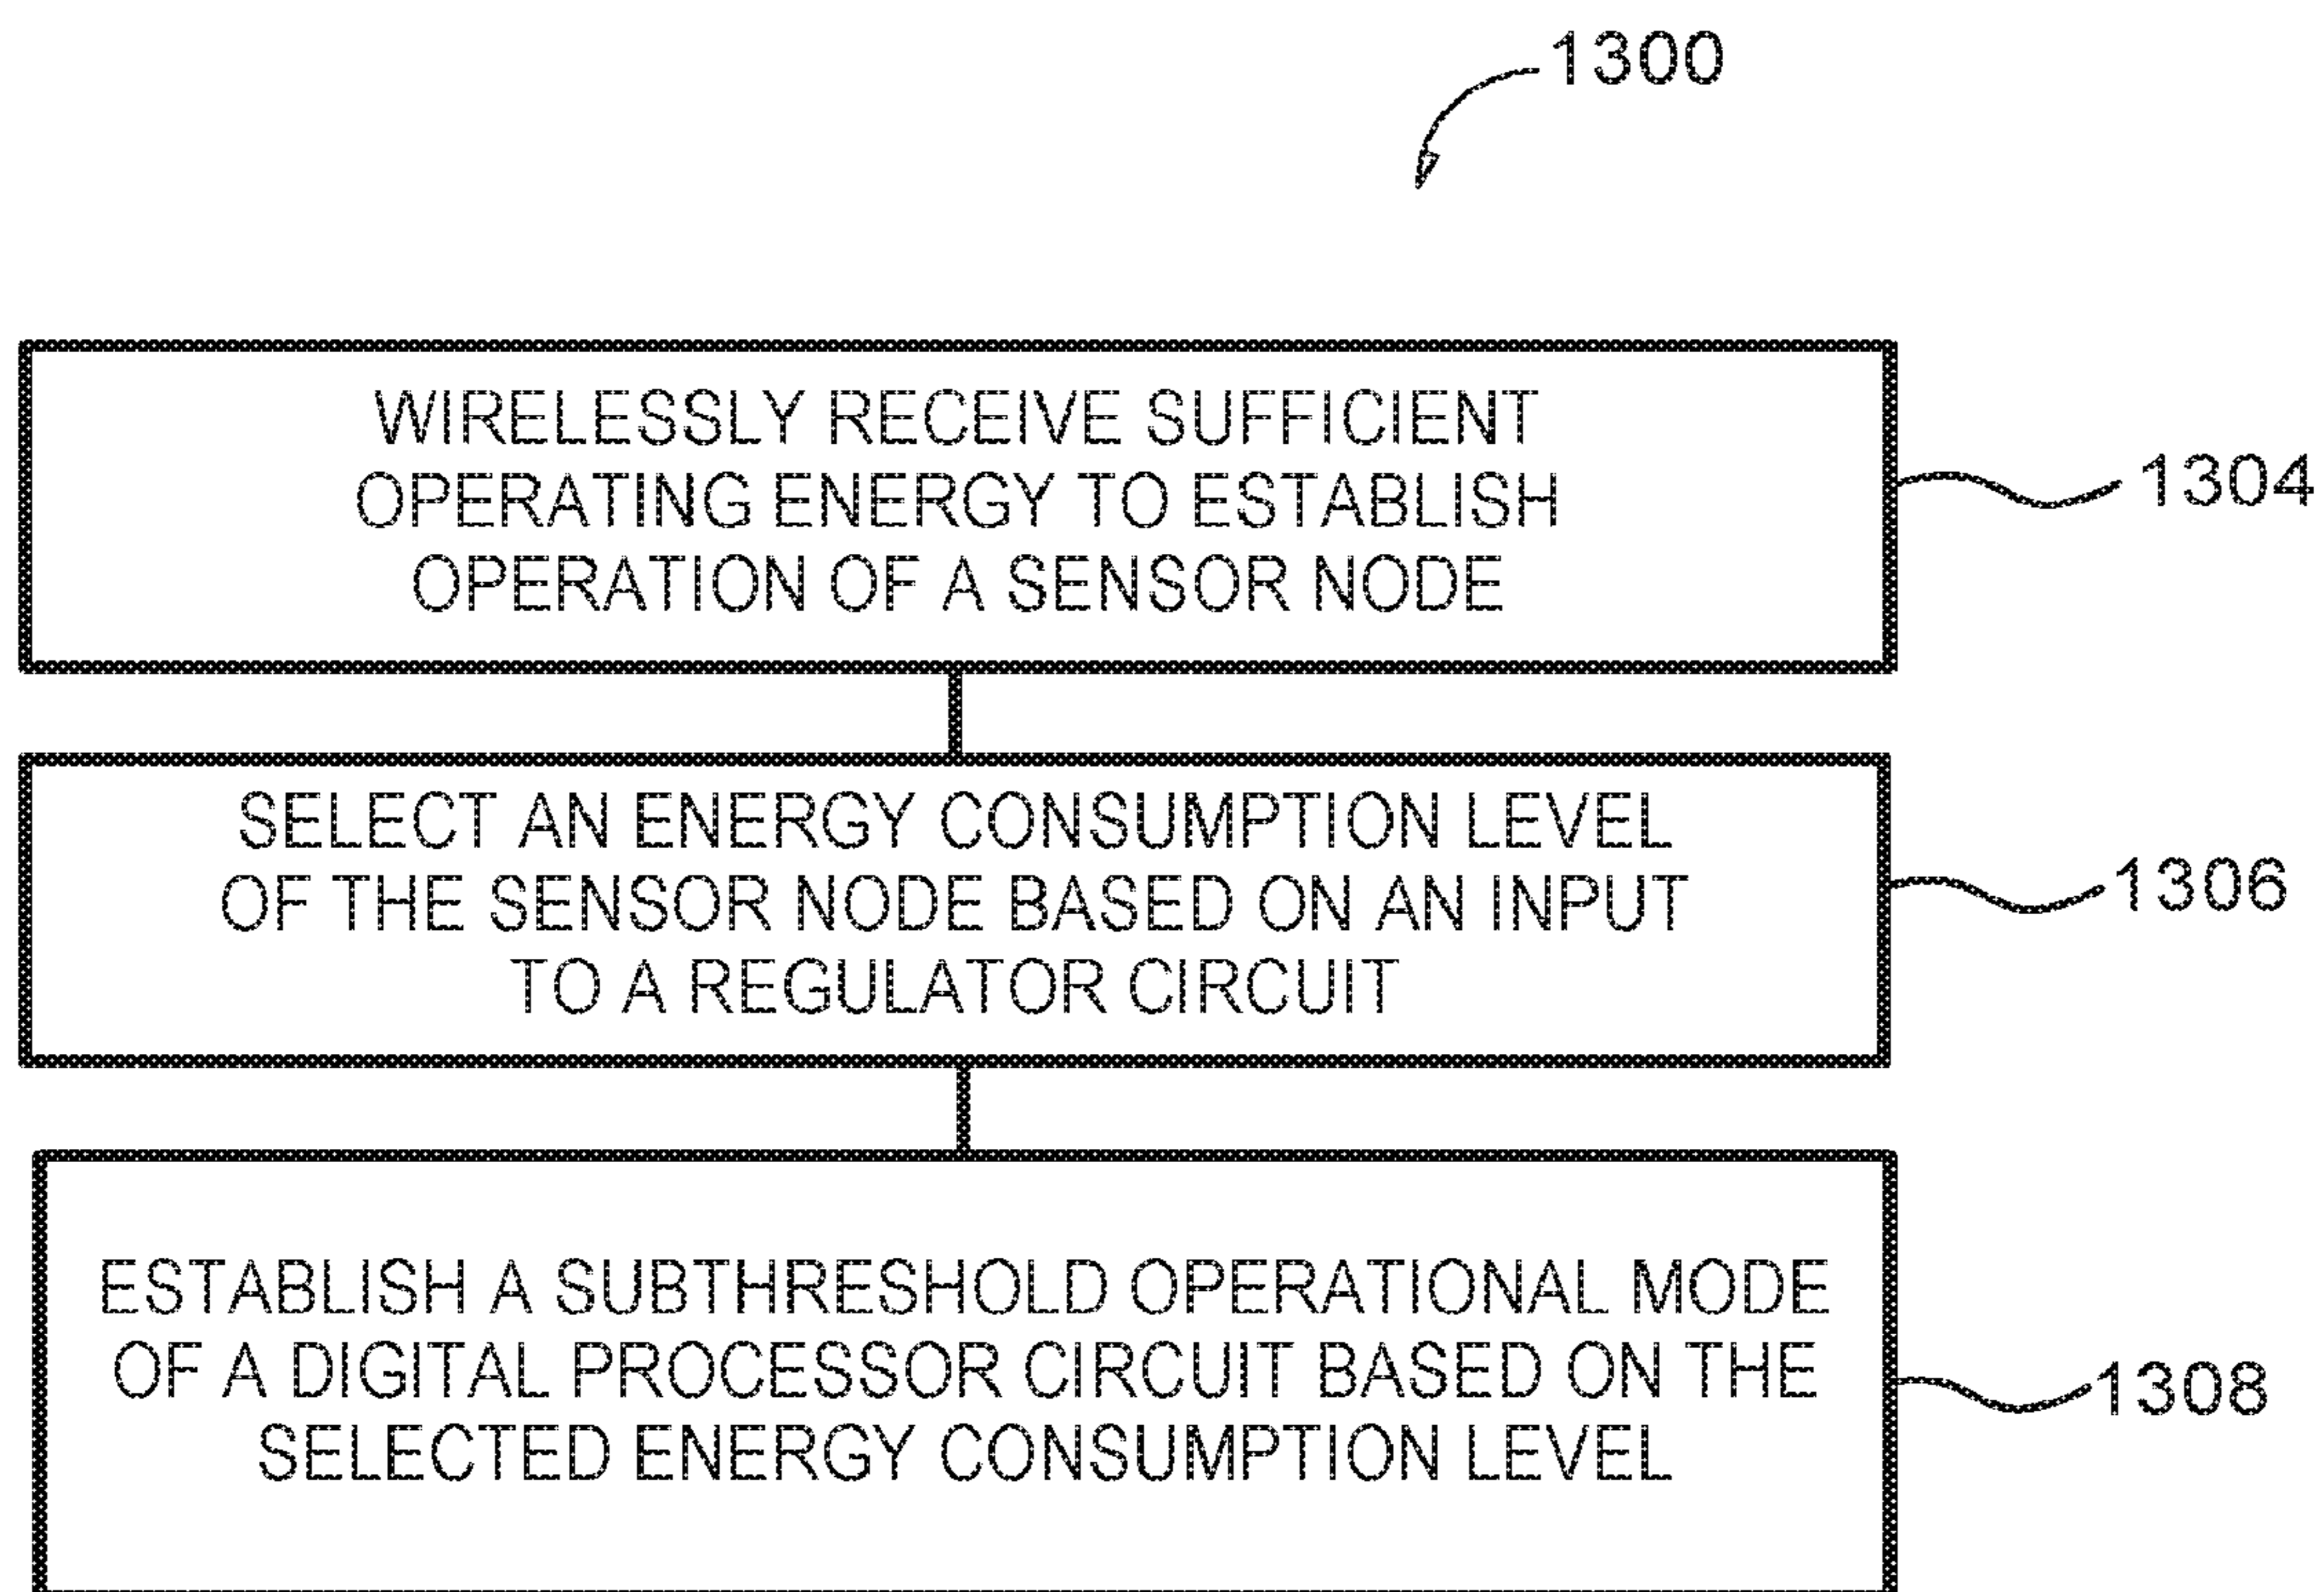 1300
WIRELESSLY RECEIVE SUFFICIENT
OPERATING ENERGY TO ESTABLISH
OPERATION OF A SENSOR NODE
1304
SELECT AN ENERGY CONSUMPTION LEVEL
OF THE SENSOR NODE BASED ON AN INPUT
TO A REGULATOR CIRCUIT
1306
ESTABLISH A SUBTHRESHOLD OPERATIONAL MODE
OF A DIGITAL PROCESSOR CIRCUIT BASED ON THE
SELECTED ENERGY CONSUMPTION LEVEL
1308